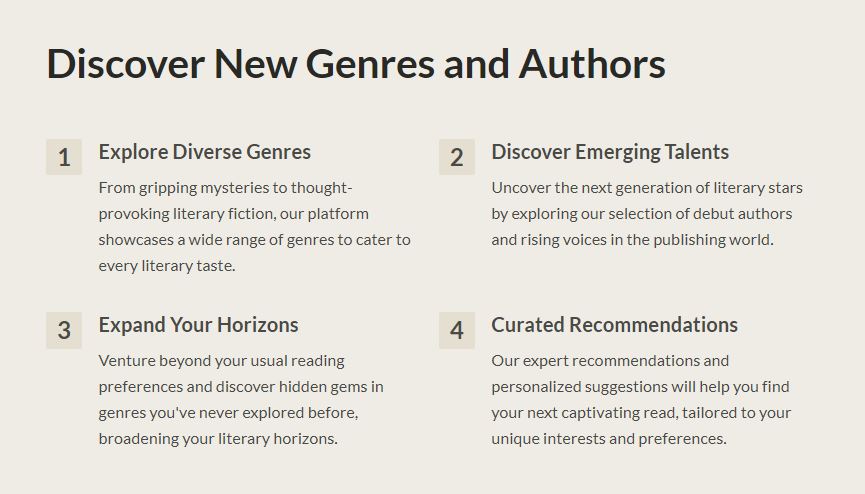 Discover New Genres and Authors
1
Explore Diverse Genres
From gripping mysteries to thought-
provoking literary fiction, our platform
showcases a wide range of genres to cater to
every literary taste.
2
Discover Emerging Talents
Uncover the next generation of literary stars
by exploring our selection of debut authors
and rising voices in the publishing world.
3
Expand Your Horizons
Venture beyond your usual reading
preferences and discover hidden gems in
genres you've never explored before,
broadening your literary horizons.
4
Curated Recommendations
Our expert recommendations and
personalized suggestions will help you find
your next captivating read, tailored to your
unique interests and preferences.